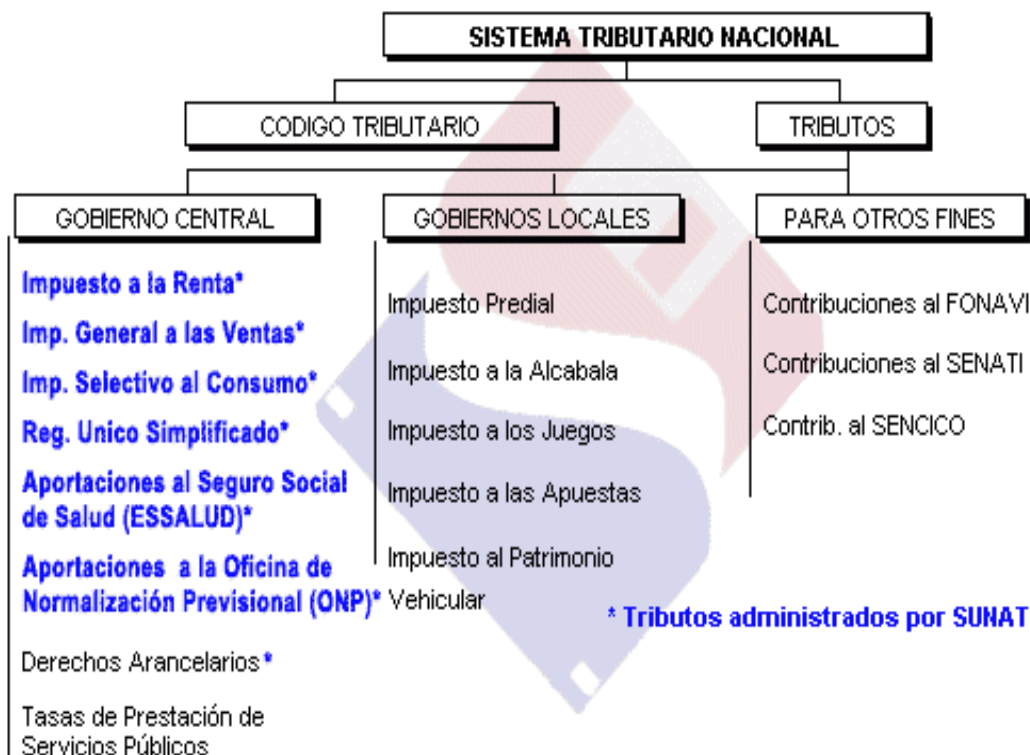 SISTEMA TRIBUTARIO NACIONAL
CODIGO TRIBUTARIO
TRIBUTOS
GOBIERNO CENTRAL
Impuesto a la Renta*
Imp. General a las Ventas*
Imp. Selectivo al Consumo*
Reg. Unico Simplificado*
Aportaciones al Seguro Social
de Salud (ESSALUD)*
Aportaciones a la Oficina de
Normalización Previsional (ONP)*
Derechos Arancelarios*
Tasas de Prestación de
Servicios Públicos
GOBIERNOS LOCALES
Impuesto Predial
Impuesto a la Alcabala
Impuesto a los Juegos
Impuesto a las Apuestas
Impuesto al Patrimonio
Vehicular
PARA OTROS FINES
Contribuciones al FONAVI
Contribuciones al SENATI
Contrib. al SENCICO
* Tributos administrados por SUNAT